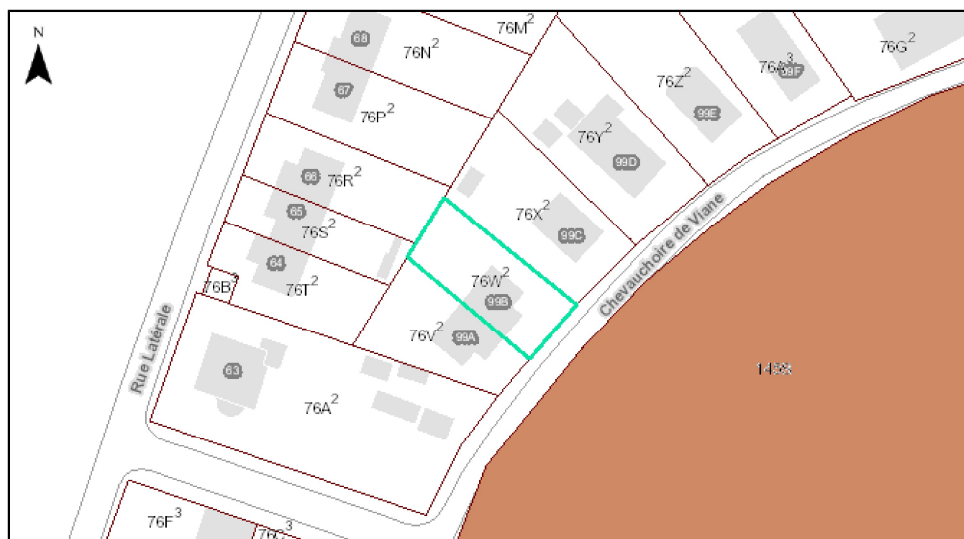 N
68
76N²
76M²
76G²
67
76P²
76Z²
99E
76Y²
99D
66
76R²
65
76S²
76X²
99C
64
76T²
76W²
99B
76V²
99A
Chevauchoire de Viane
Rue Latérale
63
76A²
149S
76F³